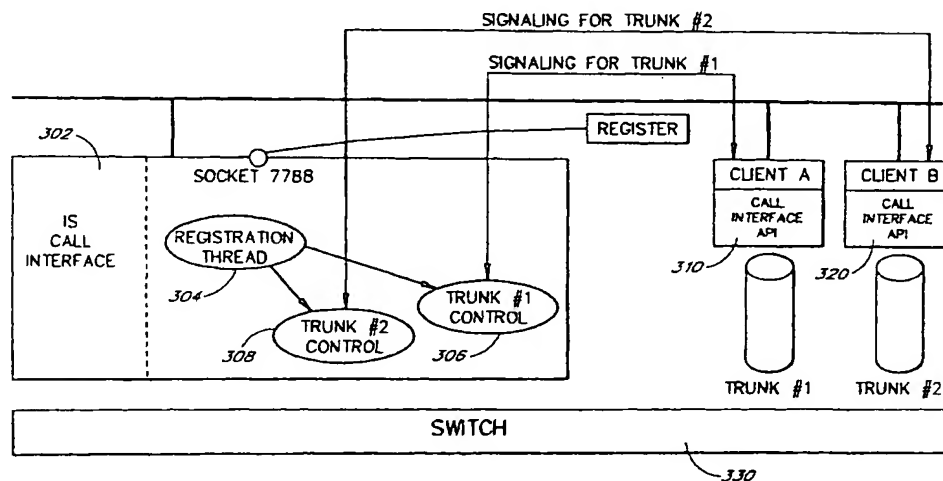 SIGNALING FOR TRUNK #2
SIGNALING FOR TRUNK #1
302
REGISTER
SOCKET 7788
IS
CALL
INTERFACE
REGISTRATION
THREAD
304
TRUNK #2
CONTROL
308
TRUNK #1
CONTROL
306
CLIENT A
CALL
INTERFACE
API
310
CLIENT B
CALL
INTERFACE
API
320
TRUNK #1
TRUNK #2
SWITCH
330